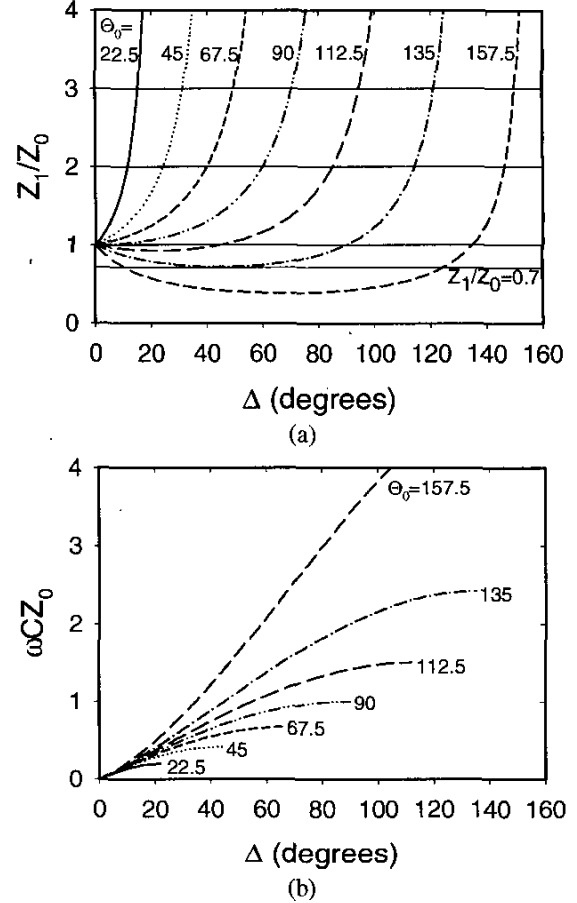 4
3
2
1
0
Z₁/Z₀
Θ₀=
22.5 45 67.5 90 112.5 135 157.5
Z₁/Z₀=0.7
0 20 40 60 80 100 120 140 160
Δ (degrees)
(a)
4
3
2
1
0
ωCZ₀
Θ₀=157.5
135
112.5
90
67.5
45
22.5
0 20 40 60 80 100 120 140 160
Δ (degrees)
(b)